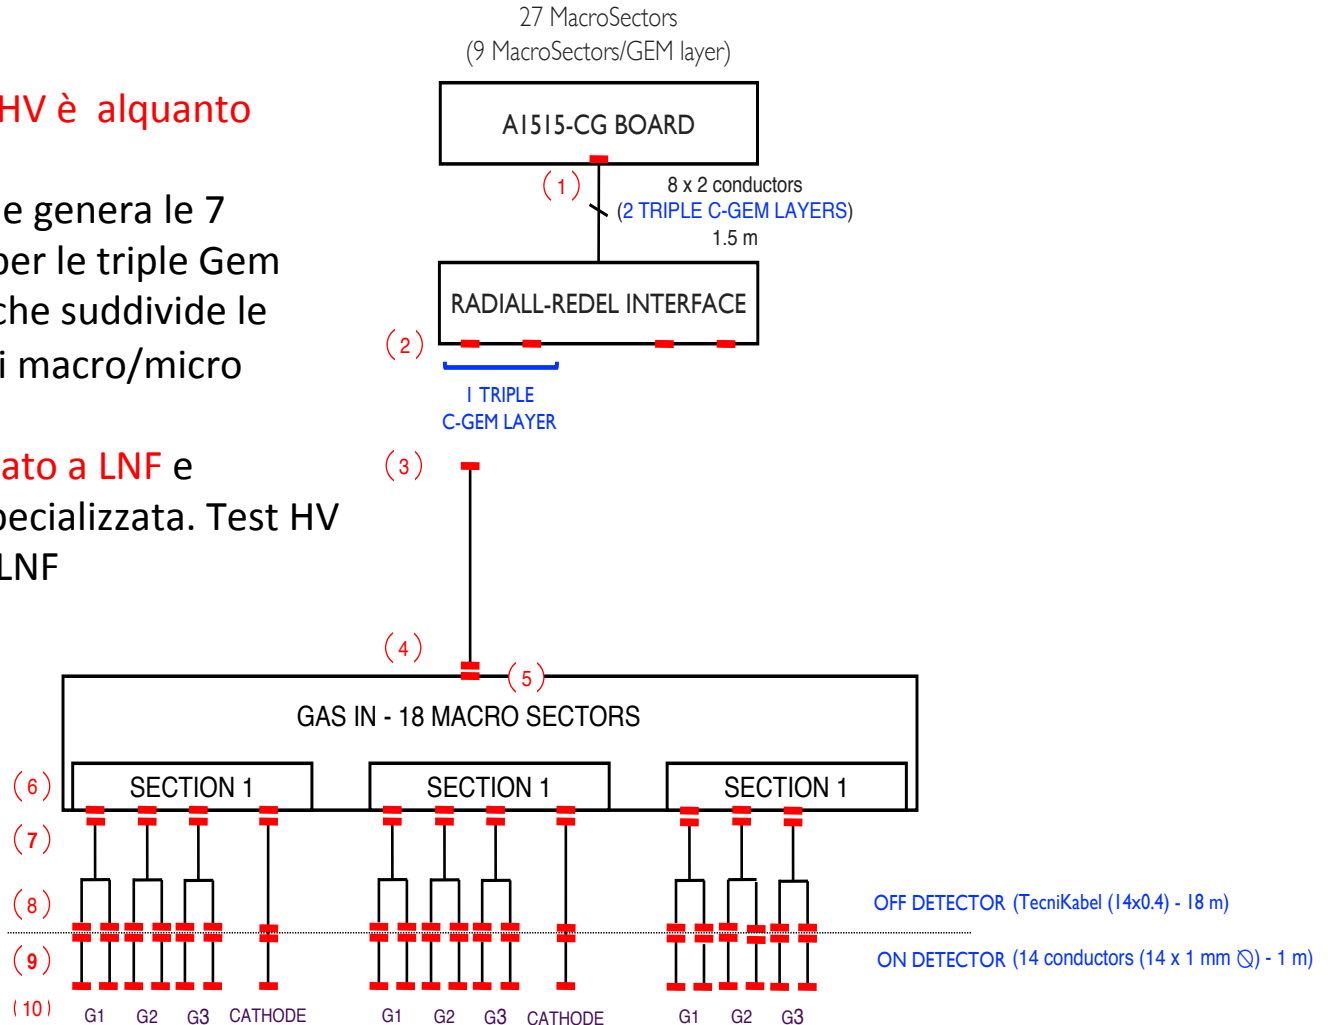 27 MacroSectors
(9 MacroSectors/GEM layer)
HV è alquanto
A1515-CG BOARD
(1)
8 x 2 conductors
(2 TRIPLE C-GEM LAYERS)
1.5 m
e genera le 7
per le triple Gem
che suddivide le
i macro/micro
RADIALL-REDEL INTERFACE
(2)
1 TRIPLE
C-GEM LAYER
ato a LNF e
pecializzata. Test HV
LNF
(3)
(4)
(5)
GAS IN - 18 MACRO SECTORS
(6)
SECTION 1
SECTION 1
SECTION 1
(7)
(8)
OFF DETECTOR (TecniKabel (14x0.4) - 18 m)
(9)
ON DETECTOR (14 conductors (14 x 1 mm ⦰) - 1 m)
(10)
G1 G2 G3 CATHODE
G1 G2 G3 CATHODE
G1 G2 G3